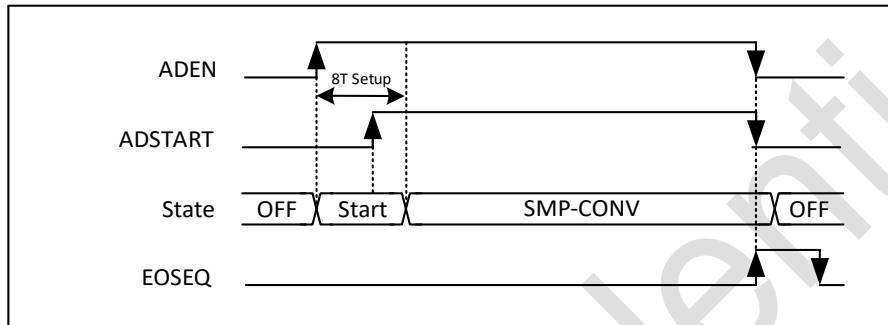 ADEN
8T Setup
ADSTART
State OFF Start SMP-CONV OFF
EOSEQ